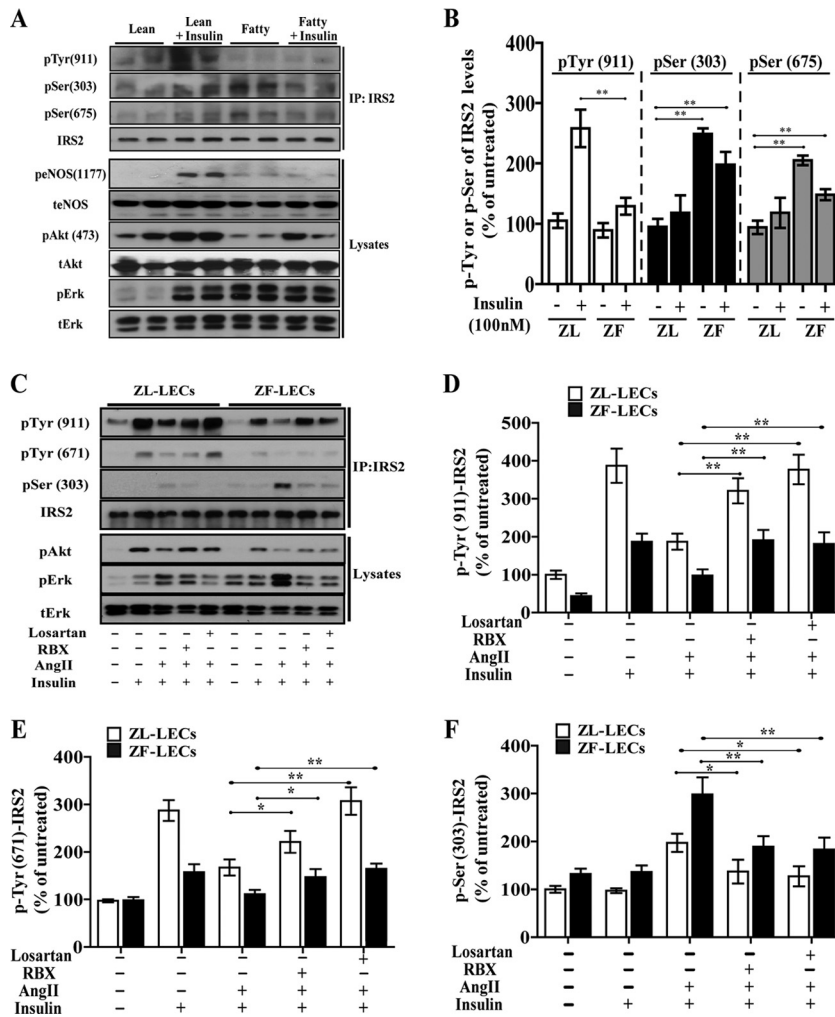 A
Lean
Lean + Insulin
Fatty
Fatty + Insulin
pTyr(911)
pSer(303)
pSer(675)
IRS2
IP: IRS2
peNOS(1177)
teNOS
pAkt (473)
tAkt
pErk
tErk
Lysates
B
pTyr (911) pSer (303) pSer (675)
p-Tyr or p-Ser of IRS2 levels
(% of untreated)
400
300
250
200
100
0
**
**
**
**
**
Insulin - + - + - + - + - + - +
(100nM) ZL ZF ZL ZF ZL ZF
C
ZL-LECs ZF-LECs
pTyr (911)
pTyr (671)
pSer (303)
IRS2
IP:IRS2
pAkt
pErk
tErk
Lysates
Losartan – – – – + – – – – +
RBX – – – + – – – – + –
AngII – – + + + – – + + +
Insulin – + + + + – + + + +
D
ZL-LECs
ZF-LECs
p-Tyr ( 911)-IRS2
(% of untreated)
500
400
300
200
100
0
**
**
**
**
Losartan – – – – +
RBX – – – + –
AngII – – + + +
Insulin – + + + +
E
ZL-LECs
ZF-LECs
p-Tyr (671)-IRS2
(% of untreated)
400
300
200
100
0
**
**
*
*
Losartan – – – – +
RBX – – – + –
AngII – – + + +
Insulin – + + + +
F
ZL-LECs
ZF-LECs
p-Ser (303)-IRS2
(% of untreated)
400
300
200
100
0
**
*
**
*
Losartan – – – – +
RBX – – – + –
AngII – – + + +
Insulin – + + + +